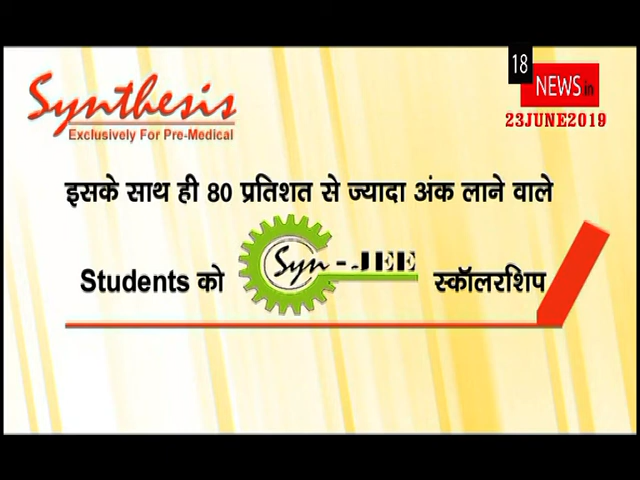 18
NEWS in
23JUNE2019
Synthesis
Exclusively For Pre-Medical
इसके साथ ही 80 प्रतिशत से ज्यादा अंक लाने वाले
Students को Syn-JEE स्कॉलरशिप